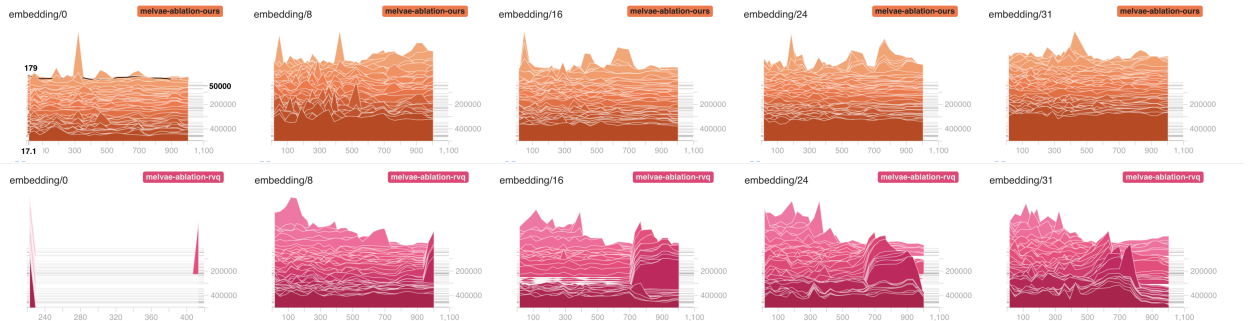 embedding/0 melvae-ablation-ours embedding/8 melvae-ablation-ours embedding/16 melvae-ablation-ours embedding/24 melvae-ablation-ours embedding/31 melvae-ablation-ours
179
50000
200000 200000 200000 200000 200000
400000 400000 400000 400000 400000
17.1 300 500 700 900 1,100 100 300 500 700 900 1,100 100 300 500 700 900 1,100 100 300 500 700 900 1,100 100 300 500 700 900 1,100
embedding/0 melvae-ablation-rvq embedding/8 melvae-ablation-rvq embedding/16 melvae-ablation-rvq embedding/24 melvae-ablation-rvq embedding/31 melvae-ablation-rvq
200000 200000 200000 200000 200000
400000 400000 400000 400000 400000
240 280 320 360 400 100 300 500 700 900 1,100 100 300 500 700 900 1,100 100 300 500 700 900 1,100 100 300 500 700 900 1,100